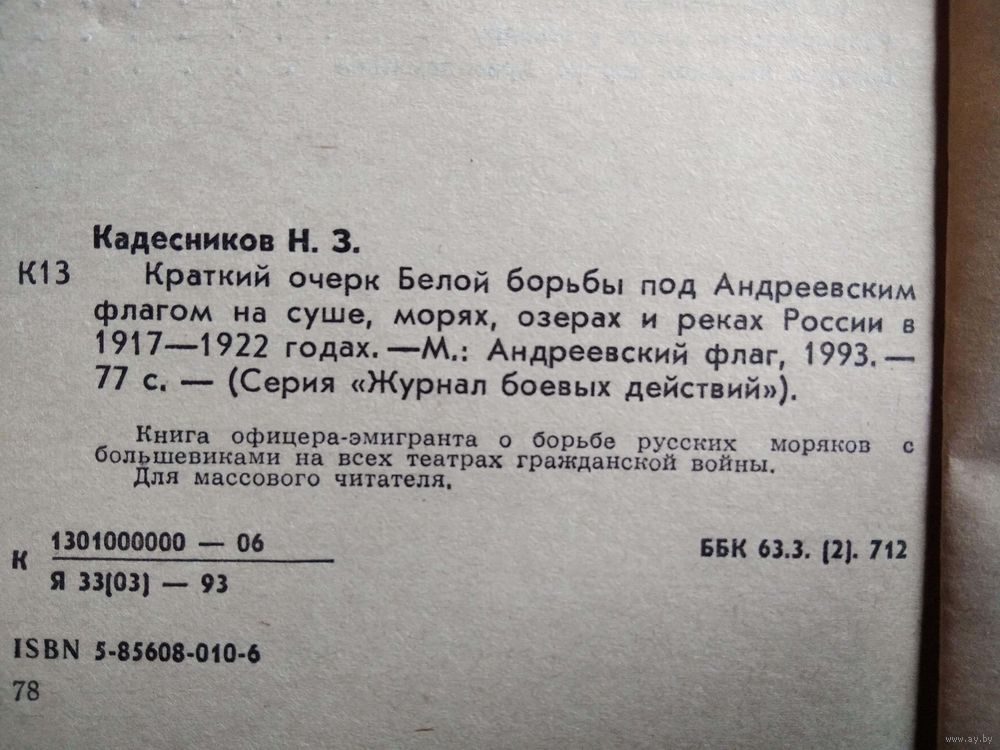 Кадесников Н. З.
К13 Краткий очерк Белой борьбы под Андреевским
флагом на суше, морях, озерах и реках России в
1917—1922 годах. —М.: Андреевский флаг, 1993. —
77 с. — (Серия «Журнал боевых действий»).
Книга офицера-эмигранта о борьбе русских моряков с
большевиками на всех театрах гражданской войны.
Для массового читателя.
К 1301000000 — 06
Я 33(03) — 93
ББК 63.3. (2). 712
ISBN 5-85608-010-6
78
www.ay.by